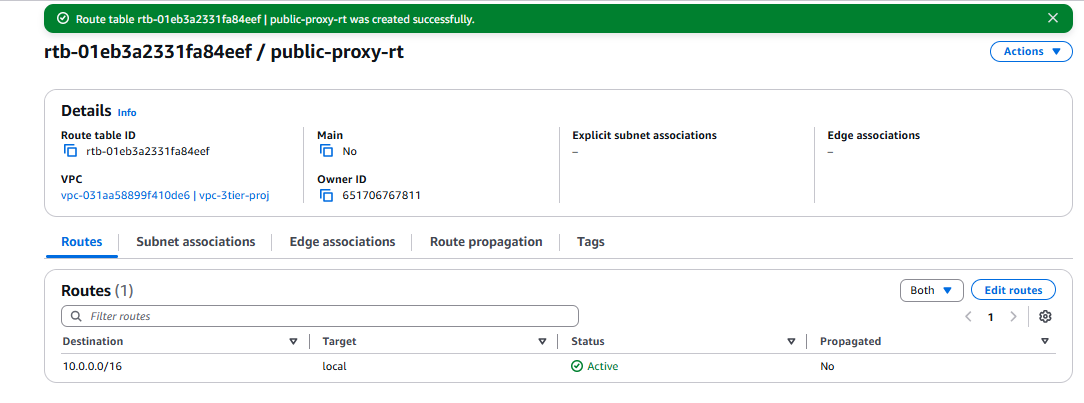 Route table rtb-01eb3a2331fa84eef | public-proxy-rt was created successfully.
rtb-01eb3a2331fa84eef / public-proxy-rt
Actions
Details Info
Route table ID
rtb-01eb3a2331fa84eef
Main
No
Explicit subnet associations
–
Edge associations
–
VPC
vpc-031aa58899f410de6 | vpc-3tier-proj
Owner ID
651706767811
Routes Subnet associations Edge associations Route propagation Tags
Routes (1)
Both Edit routes
Filter routes
1
Destination Target Status Propagated
10.0.0.0/16 local Active No